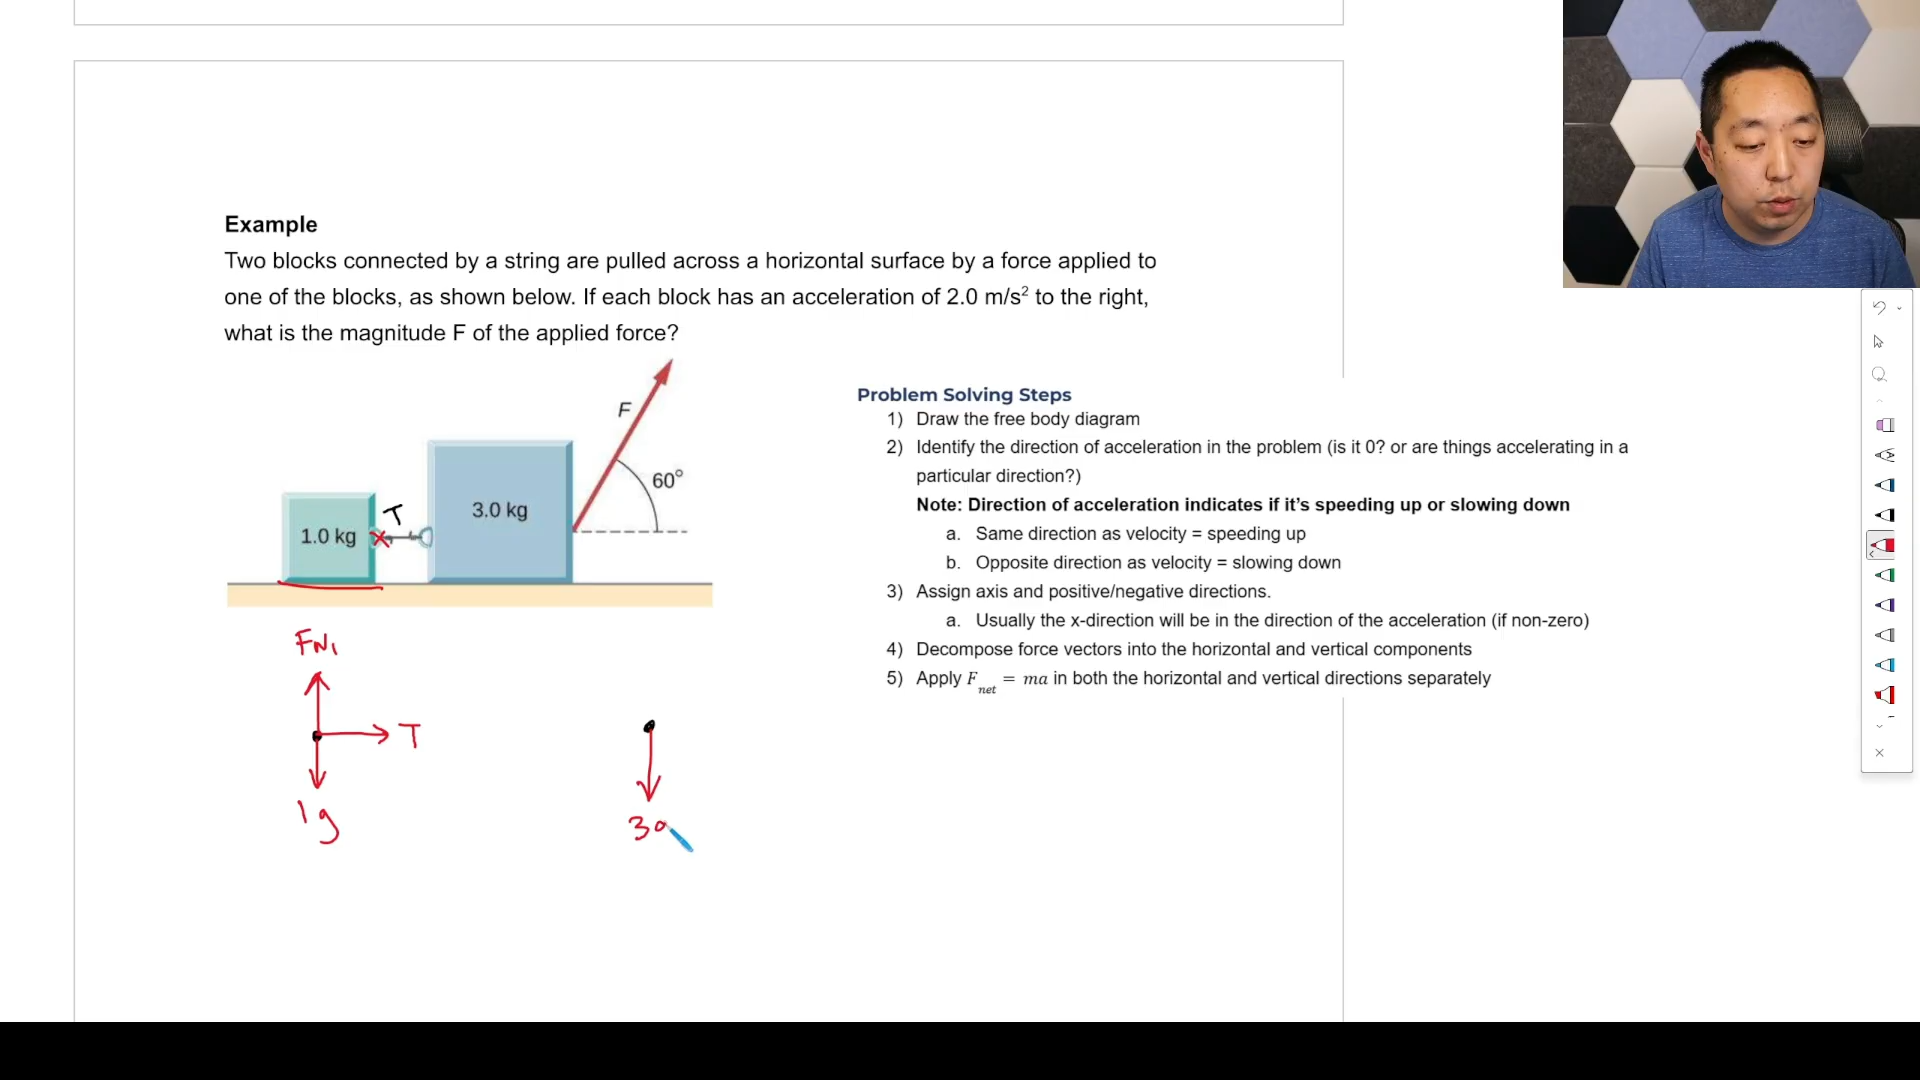 Example
Two blocks connected by a string are pulled across a horizontal surface by a force applied to
one of the blocks, as shown below. If each block has an acceleration of 2.0 m/s² to the right,
what is the magnitude F of the applied force?
F
60°
3.0 kg
T
1.0 kg
Problem Solving Steps
1) Draw the free body diagram
2) Identify the direction of acceleration in the problem (is it 0? or are things accelerating in a
particular direction?)
Note: Direction of acceleration indicates if it's speeding up or slowing down
a. Same direction as velocity = speeding up
b. Opposite direction as velocity = slowing down
3) Assign axis and positive/negative directions.
a. Usually the x-direction will be in the direction of the acceleration (if non-zero)
4) Decompose force vectors into the horizontal and vertical components
5) Apply F_net = ma in both the horizontal and vertical directions separately
FN1
T
1g
3